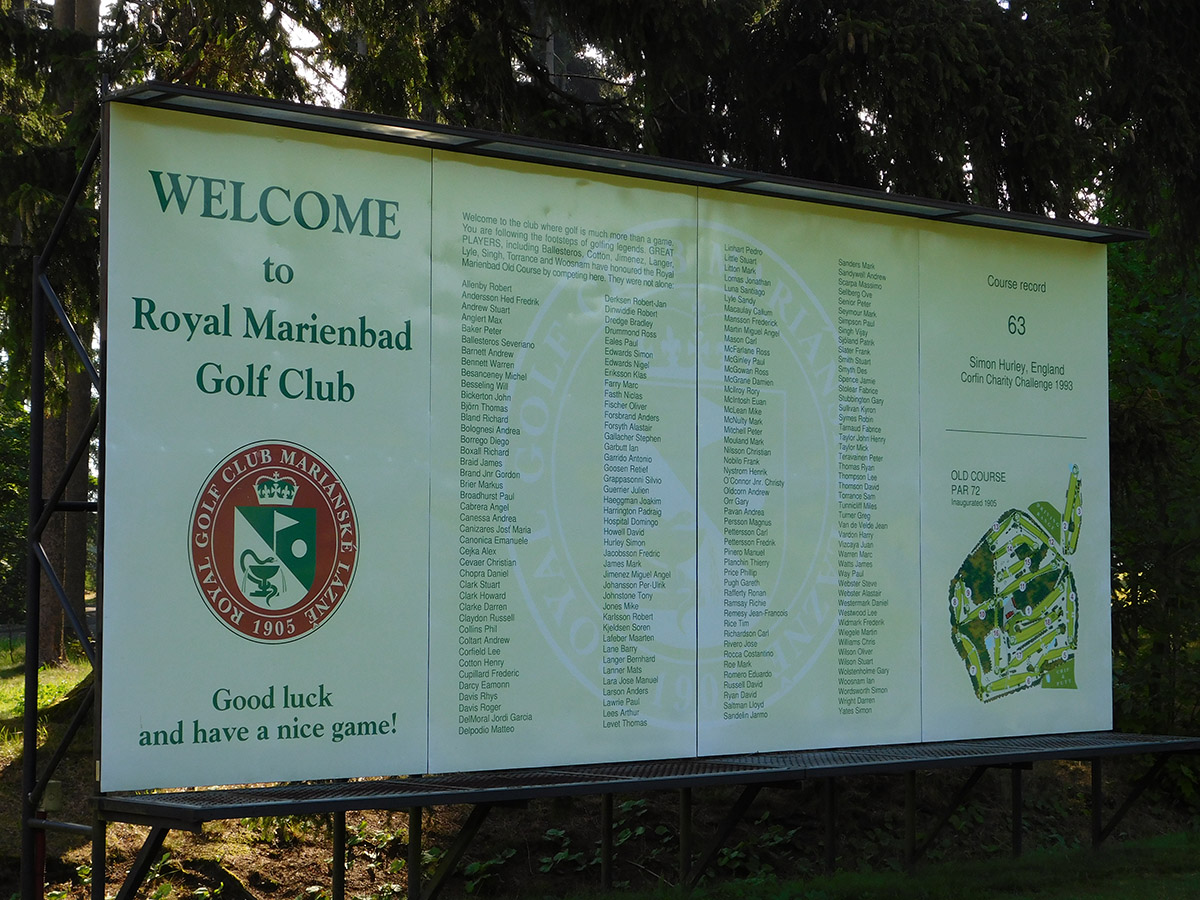 WELCOME
to
Royal Marienbad
Golf Club
ROYAL GOLF CLUB MARIÁNSKÉ LÁZNĚ
1905
Good luck
and have a nice game!
Welcome to the club where golf is much more than a game.
You are following the footsteps of golfing legends. GREAT
PLAYERS, including Ballesteros, Cotton, Jimenez, Langer,
Lyle, Singh, Torrance and Woosnam have honoured the Royal
Marienbad Old Course by competing here. They were not alone:
Allenby Robert
Andersson Hed Fredrik
Andrew Stuart
Anglert Max
Baker Peter
Ballesteros Severiano
Barnett Andrew
Bennett Warren
Besanceney Michel
Besseling Will
Bickerton John
Björn Thomas
Bland Richard
Bolognesi Andrea
Borrego Diego
Boxall Richard
Braid James
Brand Jnr Gordon
Brier Markus
Broadhurst Paul
Cabrera Angel
Canessa Andrea
Canizares Jost Maria
Canonica Emanuele
Cejka Alex
Cevaer Christian
Chopra Daniel
Clark Stuart
Clark Howard
Clarke Darren
Claydon Russell
Collins Phil
Coltart Andrew
Corfield Lee
Cotton Henry
Cupillard Frederic
Darcy Eamonn
Davis Rhys
Davis Roger
DelMoral Jordi Garcia
Delpodio Matteo
Derksen Robert-Jan
Dinwiddie Robert
Dredge Bradley
Drummond Ross
Eales Paul
Edwards Simon
Edwards Nigel
Eriksson Klas
Farry Marc
Fasth Niclas
Fischer Oliver
Forsbrand Anders
Forsyth Alastair
Gallacher Stephen
Garbutt Ian
Garrido Antonio
Goosen Retief
Grappasonni Silvio
Guerrier Julien
Haeggman Joakim
Harrington Padraig
Hospital Domingo
Howell David
Hurley Simon
Jacobsson Fredric
James Mark
Jimenez Miguel Angel
Johansson Per-Ulrik
Johnstone Tony
Jones Mike
Karlsson Robert
Kjeldsen Soren
Lafeber Maarten
Lane Barry
Langer Bernhard
Lanner Mats
Lara Jose Manuel
Larson Anders
Lawrie Paul
Lees Arthur
Levet Thomas
Linhart Pedro
Little Stuart
Litton Mark
Lomas Jonathan
Luna Santiago
Lyle Sandy
Macaulay Callum
Mansson Frederick
Martin Miguel Angel
Mason Carl
McFarlane Ross
McGinley Paul
McGowan Ross
McGrane Damien
McIlroy Rory
McIntosh Euan
McLean Mike
McNulty Mark
Mitchell Peter
Mouland Mark
Nilsson Christian
Nobilo Frank
Nystrom Henrik
O'Connor Jnr. Christy
Oldcorn Andrew
Orr Gary
Pavan Andrea
Persson Magnus
Pettersson Carl
Pettersson Fredrik
Pinero Manuel
Planchin Thierry
Price Phillip
Pugh Gareth
Rafferty Ronan
Ramsay Richie
Remesy Jean-Francois
Rice Tim
Richardson Carl
Rivero Jose
Rocca Costantino
Roe Mark
Romero Eduardo
Russell David
Ryan David
Saltman Lloyd
Sandelin Jarmo
Sanders Mark
Sandywell Andrew
Scarpa Massimo
Sellberg Ove
Senior Peter
Seymour Mark
Simpson Paul
Singh Vijay
Sjoland Patrik
Slater Frank
Smith Stuart
Smyth Des
Spence Jamie
Stolear Fabrice
Stubbington Gary
Sullivan Kyron
Symes Robin
Tarnaud Fabrice
Taylor John Henry
Taylor Mick
Teravainen Peter
Thomas Ryan
Thompson Lee
Thomson David
Torrance Sam
Tunnicliff Miles
Turner Greg
Van de Velde Jean
Vardon Harry
Vizcaya Juan
Warren Marc
Watts James
Way Paul
Webster Steve
Webster Alastair
Westermark Daniel
Westwood Lee
Widmark Frederik
Wiegele Martin
Williams Chris
Wilson Oliver
Wilson Stuart
Wolstenholme Gary
Woosnam Ian
Wordsworth Simon
Wright Darren
Yates Simon
Course record
63
Simon Hurley, England
Corfin Charity Challenge 1993
OLD COURSE
PAR 72
Inaugurated 1905